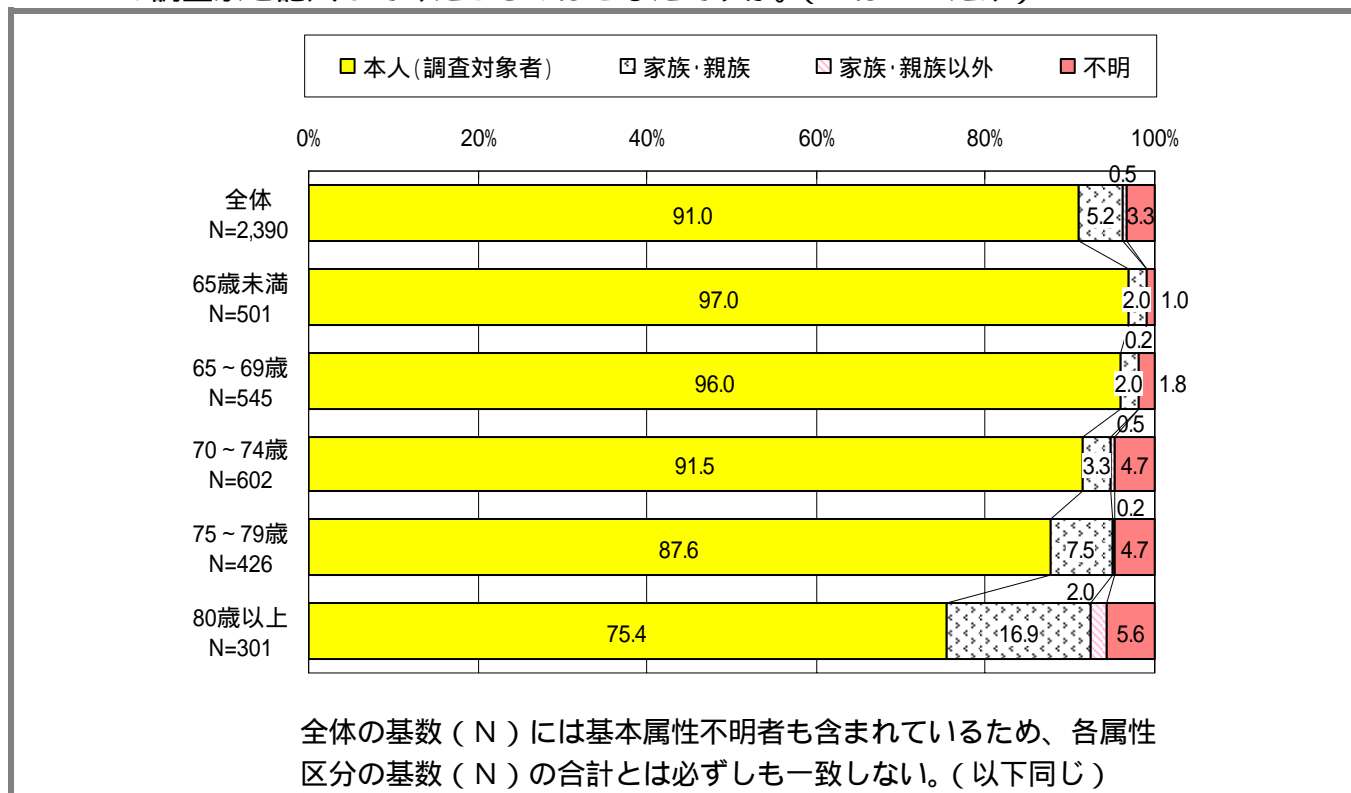 本人(調査対象者) 家族・親族 家族・親族以外 不明
0% 20% 40% 60% 80% 100%
0.5
全体
N=2,390
91.0 5.2 3.3
65歳未満
N=501
97.0 2.0 1.0
0.2
65~69歳
N=545
96.0 2.0 1.8
0.5
70~74歳
N=602
91.5 3.3 4.7
0.2
75~79歳
N=426
87.6 7.5 4.7
2.0
80歳以上
N=301
75.4 16.9 5.6
全体の基数(N)には基本属性不明者も含まれているため、各属性
区分の基数(N)の合計とは必ずしも一致しない。(以下同じ)